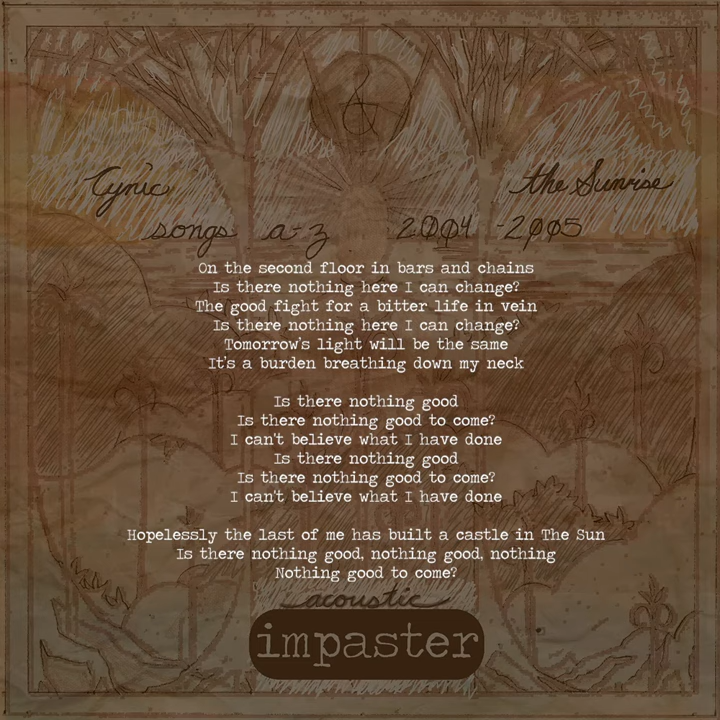 Cynic the Sunrise
songs a-z 2004-2005
On the second floor in bars and chains
Is there nothing here I can change?
The good fight for a bitter life in vein
Is there nothing here I can change?
Tomorrow's light will be the same
It's a burden breathing down my neck
Is there nothing good
Is there nothing good to come?
I can't believe what I have done
Is there nothing good
Is there nothing good to come?
I can't believe what I have done
Hopelessly the last of me has built a castle in The Sun
Is there nothing good, nothing good, nothing
Nothing good to come?
acoustic
impaster